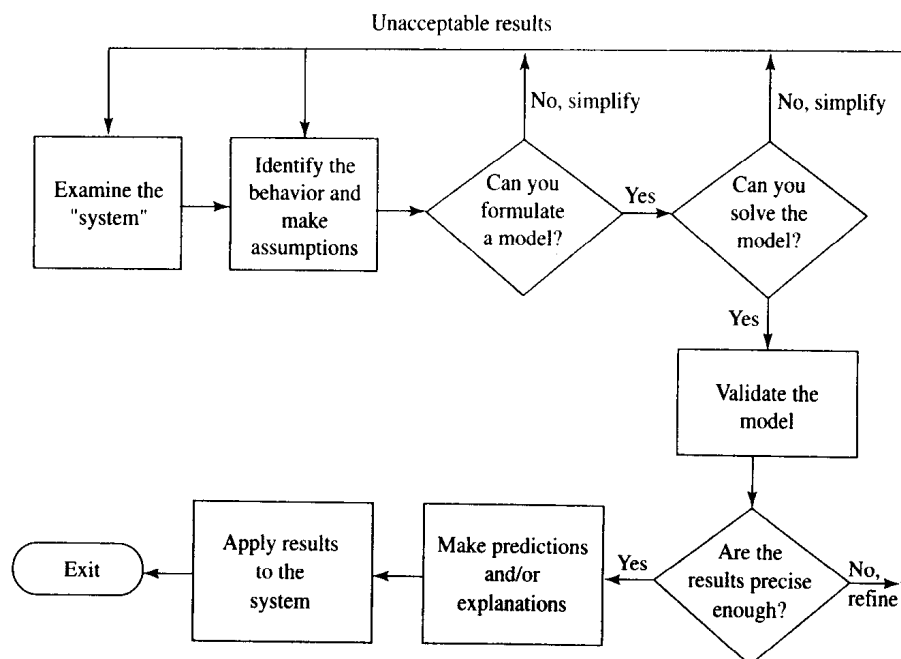 Unacceptable results
No, simplify
No, simplify
Examine the
"system"
Identify the
behavior and
make
assumptions
Can you
formulate
a model?
Yes
Can you
solve the
model?
Yes
Validate the
model
Are the
results precise
enough?
No,
refine
Yes
Make predictions
and/or
explanations
Apply results
to the
system
Exit